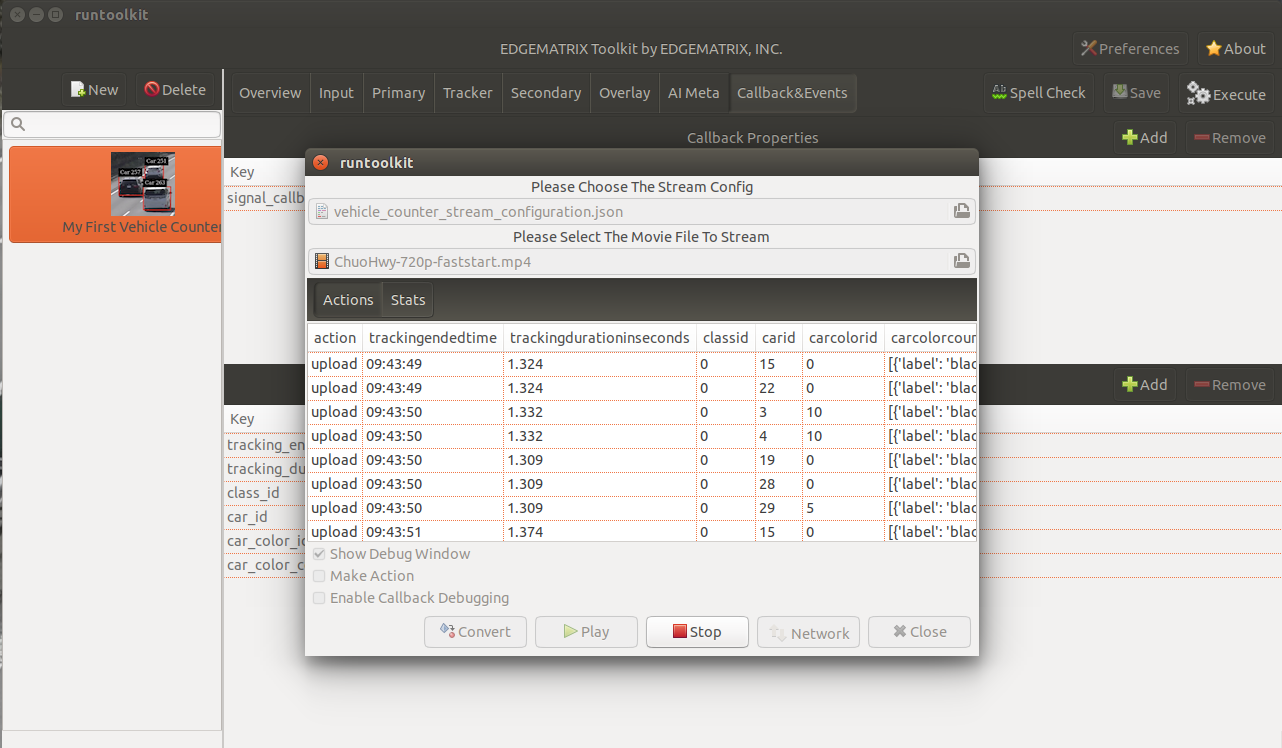 runtoolkit
EDGEMATRIX Toolkit by EDGEMATRIX, INC.
Preferences
About
New
Delete
Overview
Input
Primary
Tracker
Secondary
Overlay
AI Meta
Callback&Events
Spell Check
Save
Execute
Callback Properties
Add
Remove
Car 251
Car 257
Car 263
My First Vehicle Counter
Key
signal_callb
runtoolkit
Please Choose The Stream Config
vehicle_counter_stream_configuration.json
Please Select The Movie File To Stream
ChuoHwy-720p-faststart.mp4
Actions Stats
action trackingendedtime trackingdurationinseconds classid carid carcolorid carcolorcour
upload 09:43:49 1.324 0 15 0 [{'label': 'blac
upload 09:43:49 1.324 0 22 0 [{'label': 'blac
upload 09:43:50 1.332 0 3 10 [{'label': 'blac
upload 09:43:50 1.332 0 4 10 [{'label': 'blac
upload 09:43:50 1.309 0 19 0 [{'label': 'blac
upload 09:43:50 1.309 0 28 0 [{'label': 'blac
upload 09:43:50 1.309 0 29 5 [{'label': 'blac
upload 09:43:51 1.374 0 15 0 [{'label': 'blac
Show Debug Window
Make Action
Enable Callback Debugging
Convert
Play
Stop
Network
Close
Add
Remove
Key
tracking_en
tracking_du
class_id
car_id
car_color_id
car_color_c